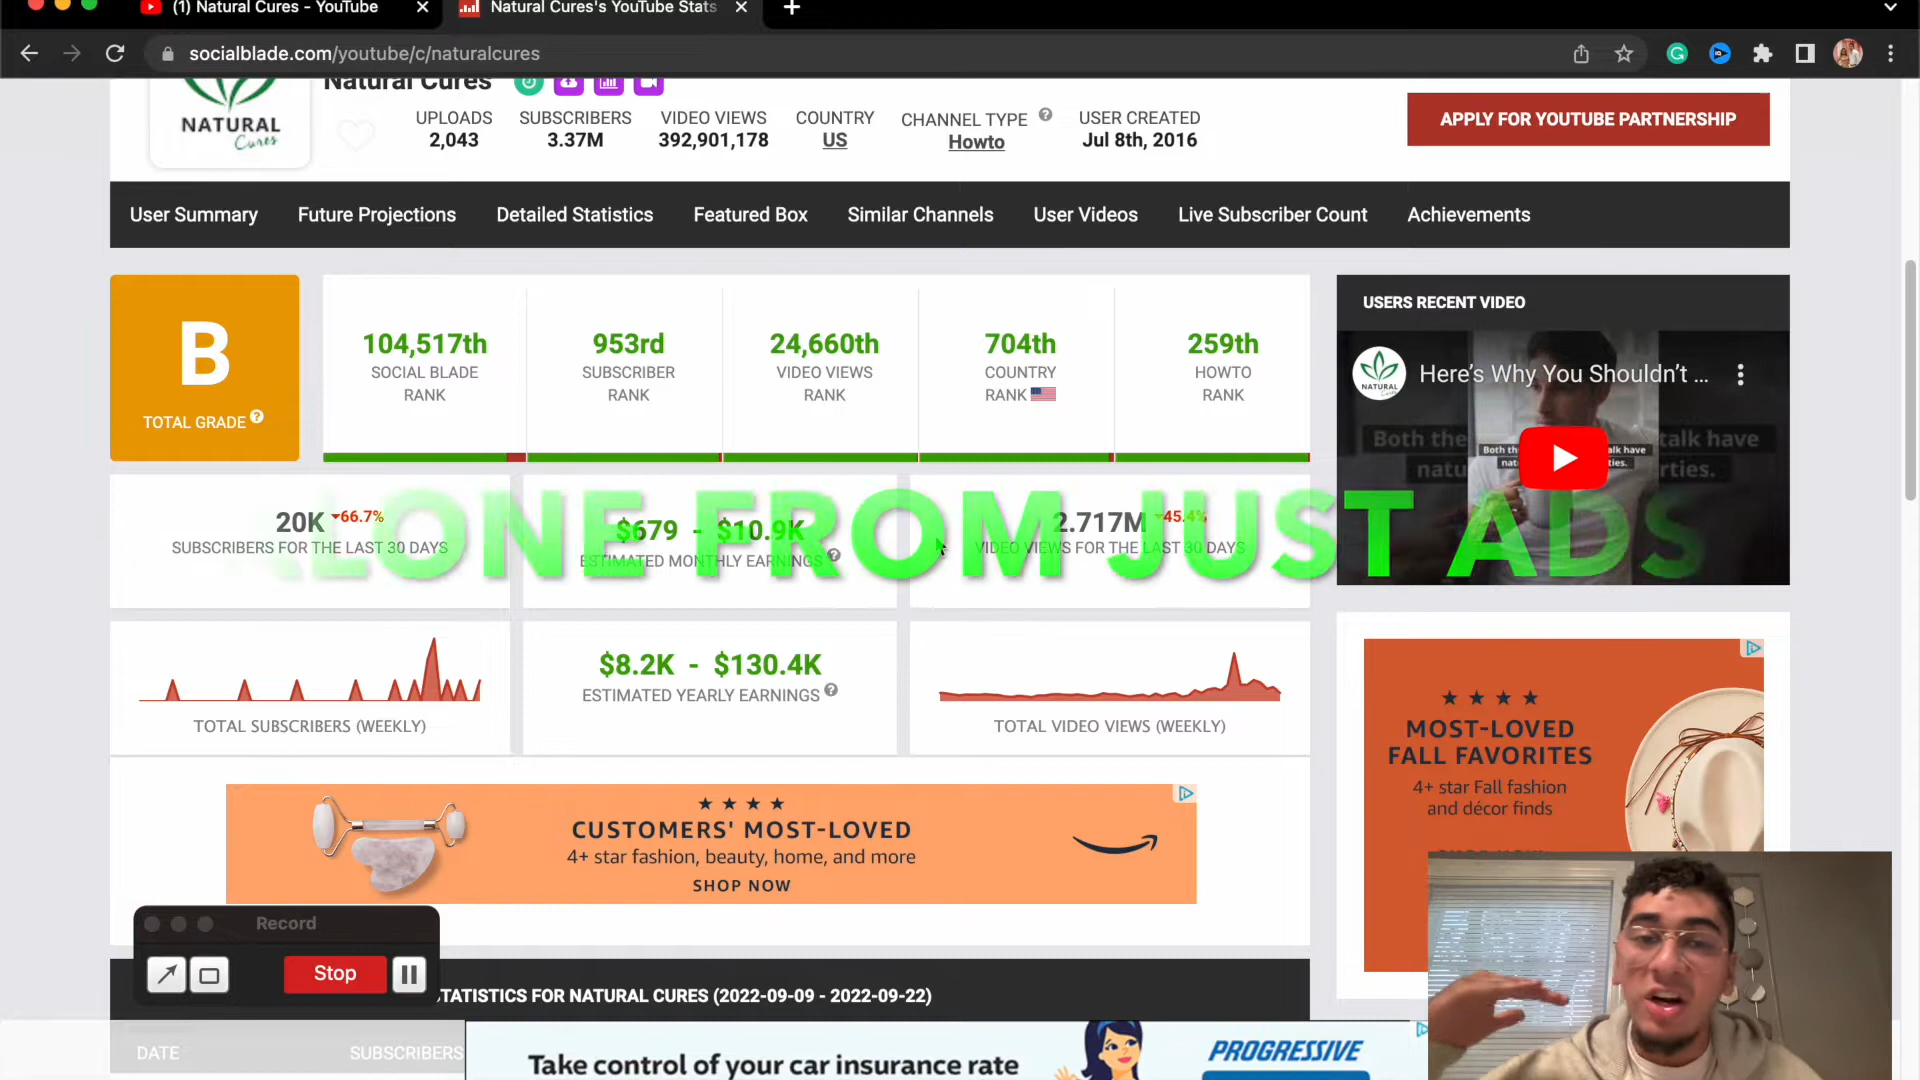 (1) Natural Cures - YouTube
Natural Cures's YouTube Stats
socialblade.com/youtube/c/naturalcures
NATURAL
Cures
Natural Cures
UPLOADS
2,043
SUBSCRIBERS
3.37M
VIDEO VIEWS
392,901,178
COUNTRY
US
CHANNEL TYPE
Howto
USER CREATED
Jul 8th, 2016
APPLY FOR YOUTUBE PARTNERSHIP
User Summary
Future Projections
Detailed Statistics
Featured Box
Similar Channels
User Videos
Live Subscriber Count
Achievements
B
TOTAL GRADE
104,517th
SOCIAL BLADE
RANK
953rd
SUBSCRIBER
RANK
24,660th
VIDEO VIEWS
RANK
704th
COUNTRY
RANK
259th
HOWTO
RANK
USERS RECENT VIDEO
NATURAL
Here's Why You Shouldn't ...
Both the
talk have
natu
rties.
ALONE FROM JUST ADS
20K 66.7%
SUBSCRIBERS FOR THE LAST 30 DAYS
$679 - $10.9K
ESTIMATED MONTHLY EARNINGS
2.717M 45.4%
VIDEO VIEWS FOR THE LAST 30 DAYS
TOTAL SUBSCRIBERS (WEEKLY)
$8.2K - $130.4K
ESTIMATED YEARLY EARNINGS
TOTAL VIDEO VIEWS (WEEKLY)
CUSTOMERS' MOST-LOVED
4+ star fashion, beauty, home, and more
SHOP NOW
MOST-LOVED
FALL FAVORITES
4+ star Fall fashion
and décor finds
Record
Stop
STATISTICS FOR NATURAL CURES (2022-09-09 - 2022-09-22)
DATE
SUBSCRIBERS
Take control of your car insurance rate
PROGRESSIVE